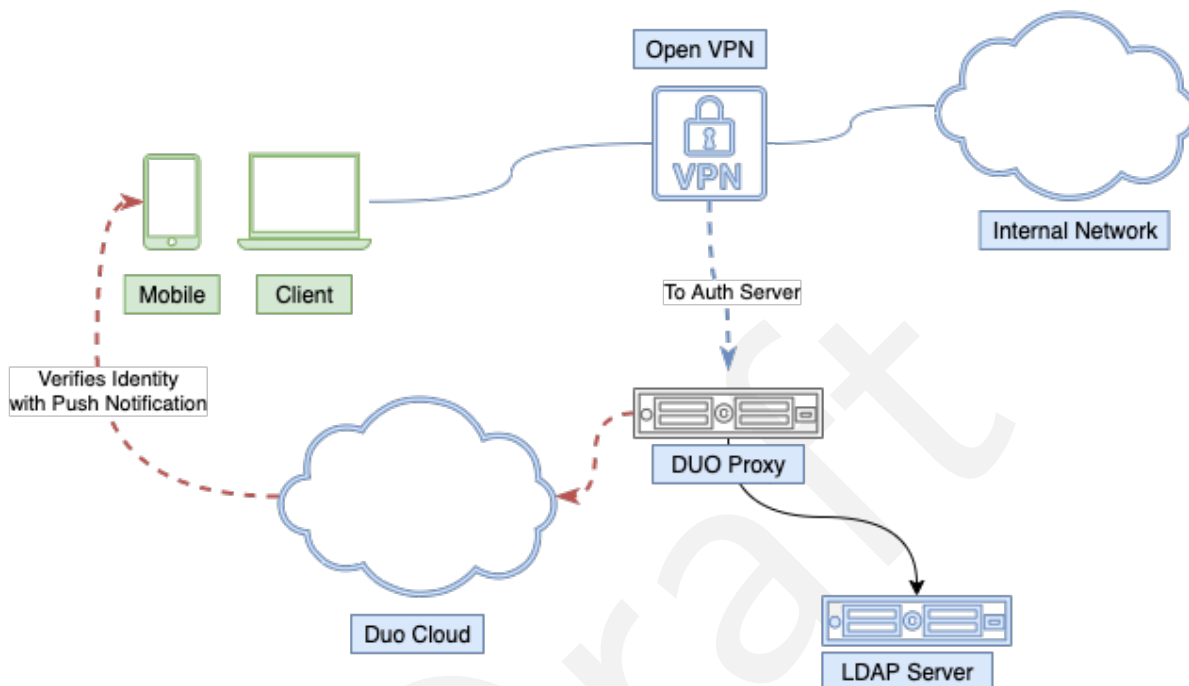 Open VPN
VPN
Internal Network
Mobile
Client
To Auth Server
Verifies Identity
with Push Notification
DUO Proxy
Duo Cloud
LDAP Server
Draft